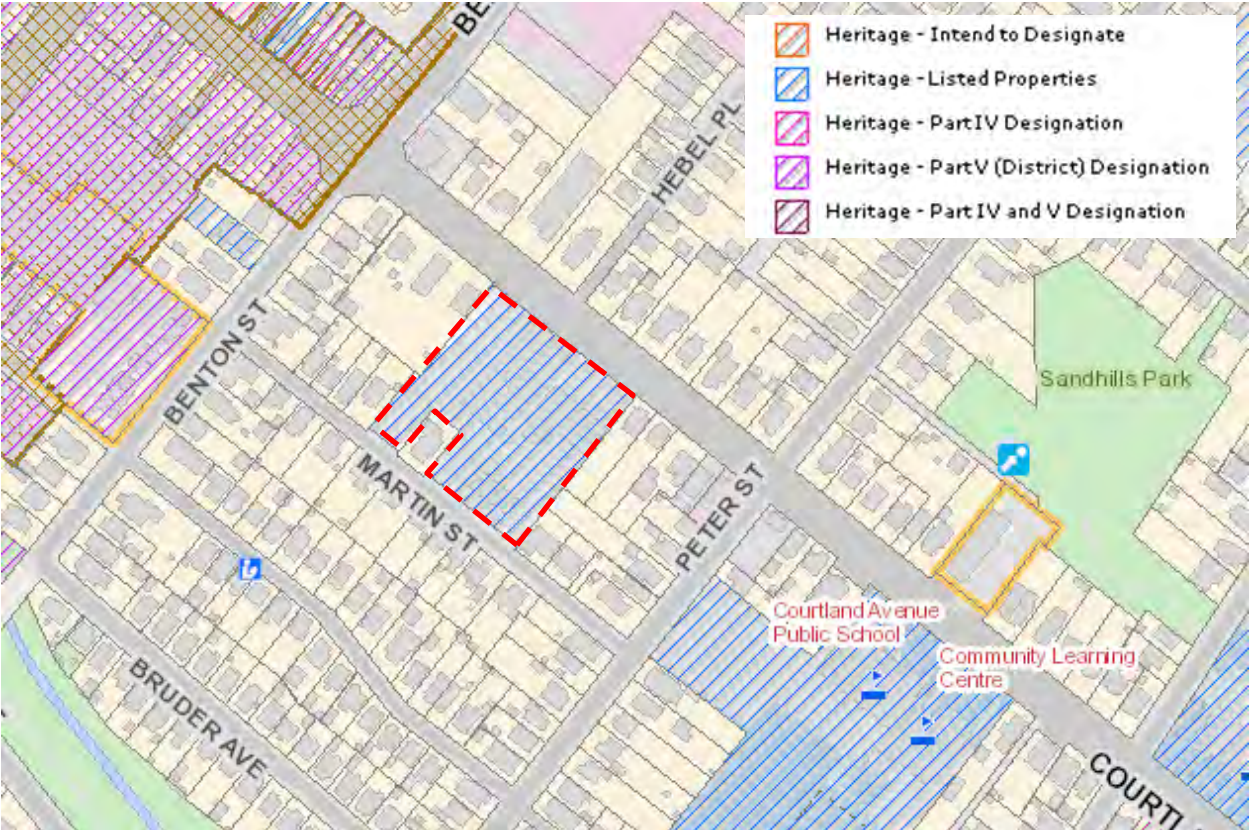 BE
Heritage - Intend to Designate
Heritage - Listed Properties
Heritage - Part IV Designation
Heritage - Part V (District) Designation
Heritage - Part IV and V Designation
HEBEL PL
BENTON ST
Sandhills Park
MARTIN ST
PETER ST
Courtland Avenue
Public School
Community Learning
Centre
BRUDER AVE
COURTL